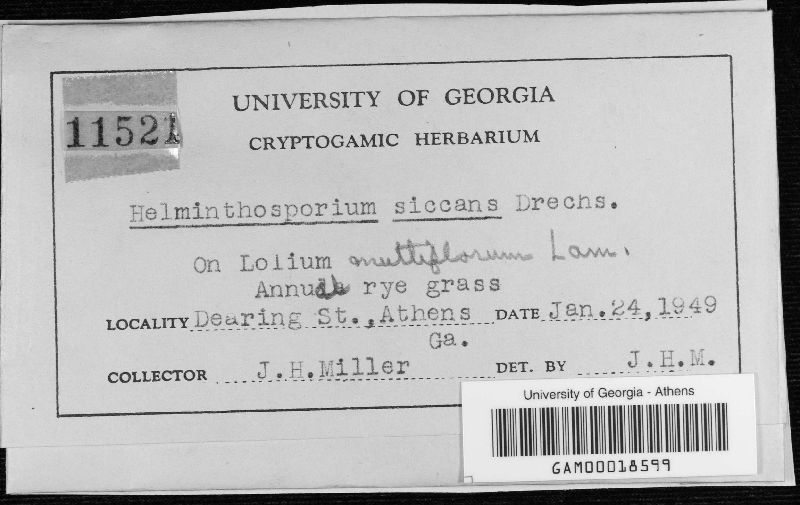 UNIVERSITY OF GEORGIA
11521
CRYPTOGAMIC HERBARIUM
Helminthosporium siccans Drechs.
On Lolium multiflorum Lam.
Annual rye grass
LOCALITY Dearing St., Athens DATE Jan.24,1949
Ga.
COLLECTOR J.H.Miller DET. BY J.H.M.
University of Georgia - Athens
GAM00018599